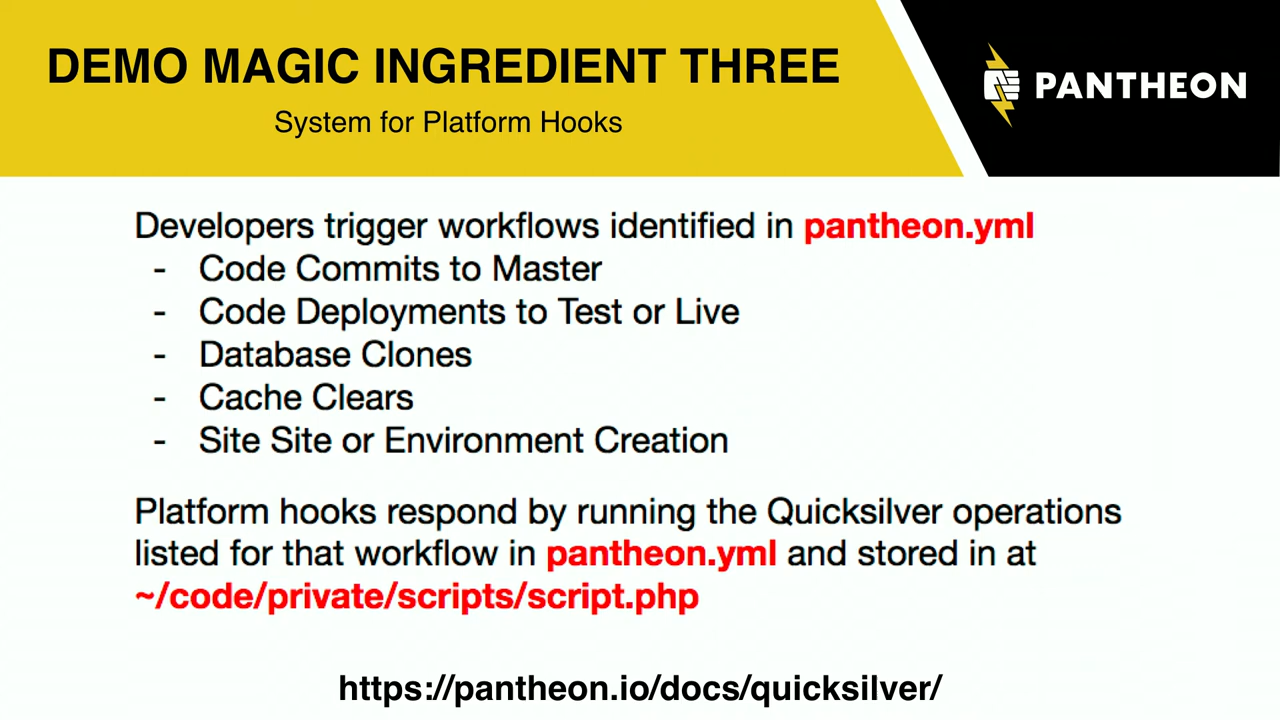 DEMO MAGIC INGREDIENT THREE
System for Platform Hooks
PANTHEON
Developers trigger workflows identified in pantheon.yml
- Code Commits to Master
- Code Deployments to Test or Live
- Database Clones
- Cache Clears
- Site Site or Environment Creation
Platform hooks respond by running the Quicksilver operations
listed for that workflow in pantheon.yml and stored in at
~/code/private/scripts/script.php
https://pantheon.io/docs/quicksilver/